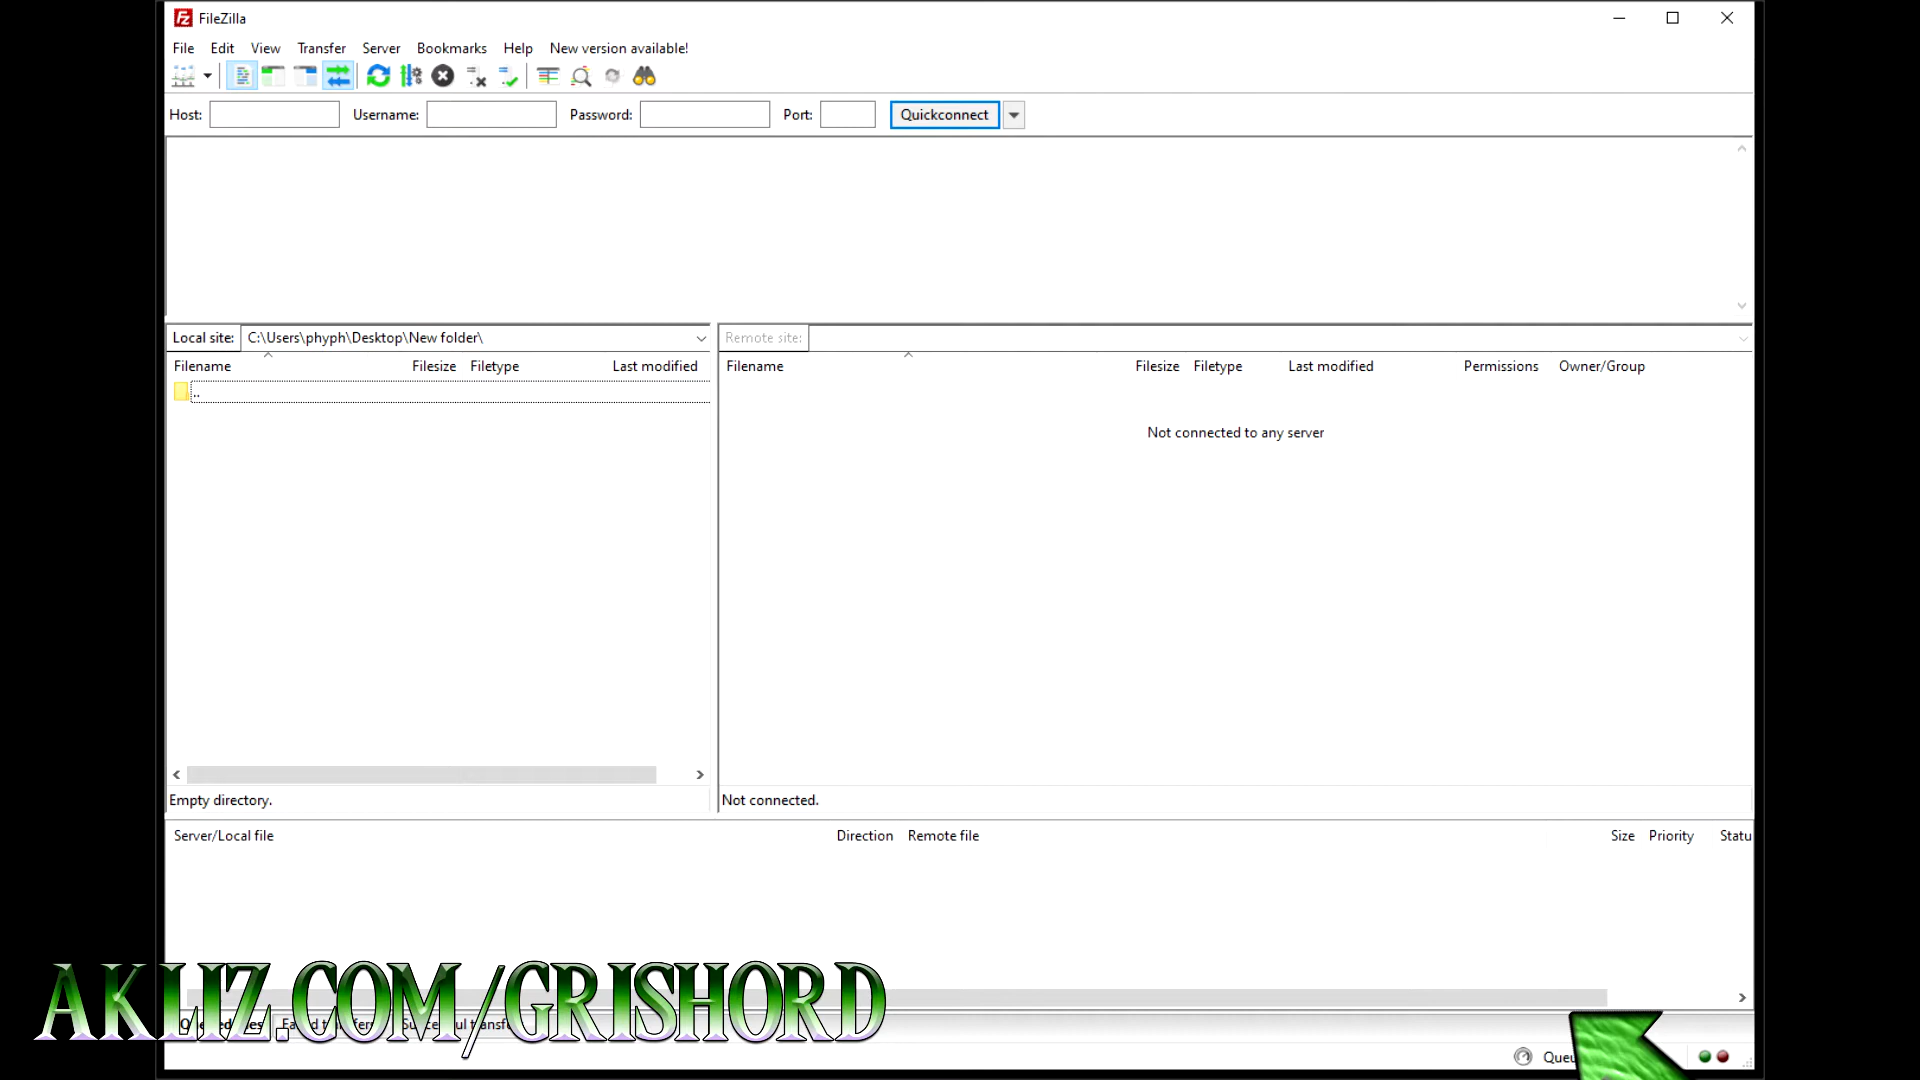 FileZilla
File Edit View Transfer Server Bookmarks Help New version available!
Host: Username: Password: Port: Quickconnect
Local site: C:\Users\phyph\Desktop\New folder\ Remote site:
Filename Filesize Filetype Last modified Filename Filesize Filetype Last modified Permissions Owner/Group
..
Not connected to any server
Empty directory. Not connected.
Server/Local file Direction Remote file Size Priority Statu
AKLIZ.COM/GRISHORD